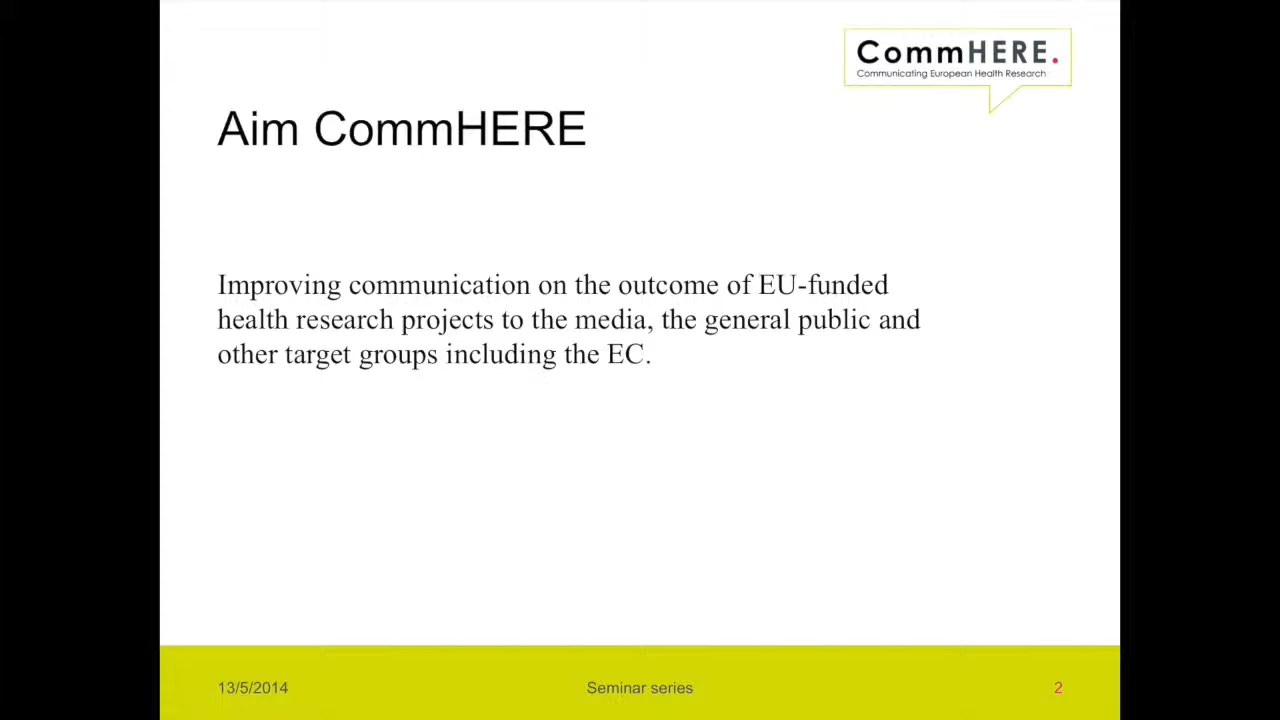 CommHERE.
Communicating European Health Research
Aim CommHERE
Improving communication on the outcome of EU-funded
health research projects to the media, the general public and
other target groups including the EC.
13/5/2014
Seminar series
2